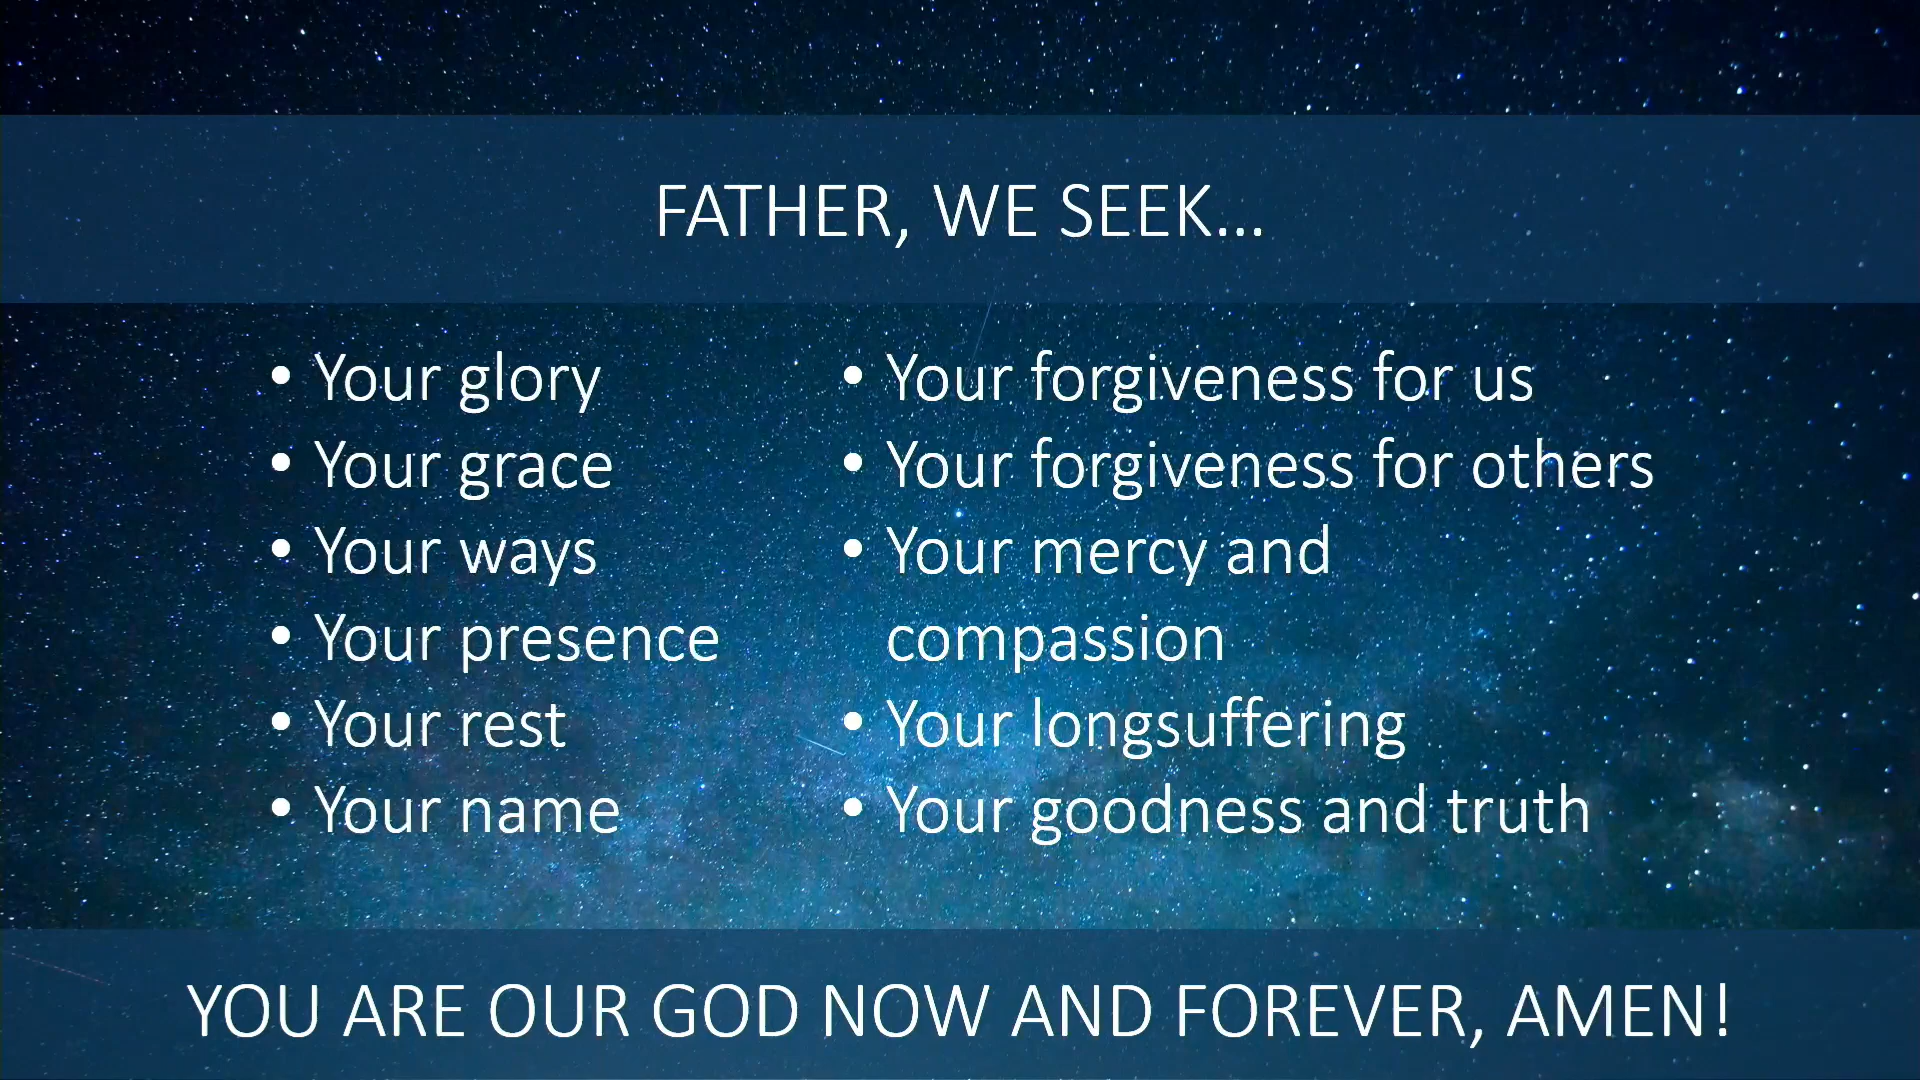 FATHER, WE SEEK…
• Your glory
• Your grace
• Your ways
• Your presence
• Your rest
• Your name
• Your forgiveness for us
• Your forgiveness for others
• Your mercy and
compassion
• Your longsuffering
• Your goodness and truth
YOU ARE OUR GOD NOW AND FOREVER, AMEN!